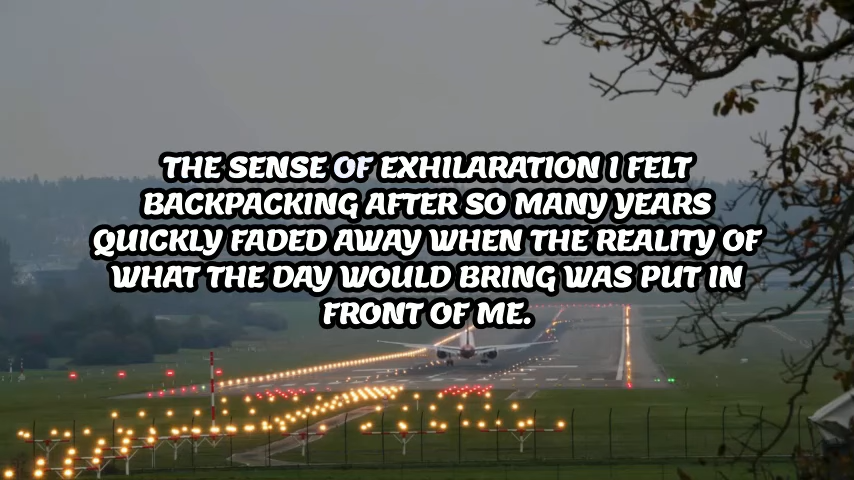 THE SENSE OF EXHILARATION I FELT
BACKPACKING AFTER SO MANY YEARS
QUICKLY FADED AWAY WHEN THE REALITY OF
WHAT THE DAY WOULD BRING WAS PUT IN
FRONT OF ME.